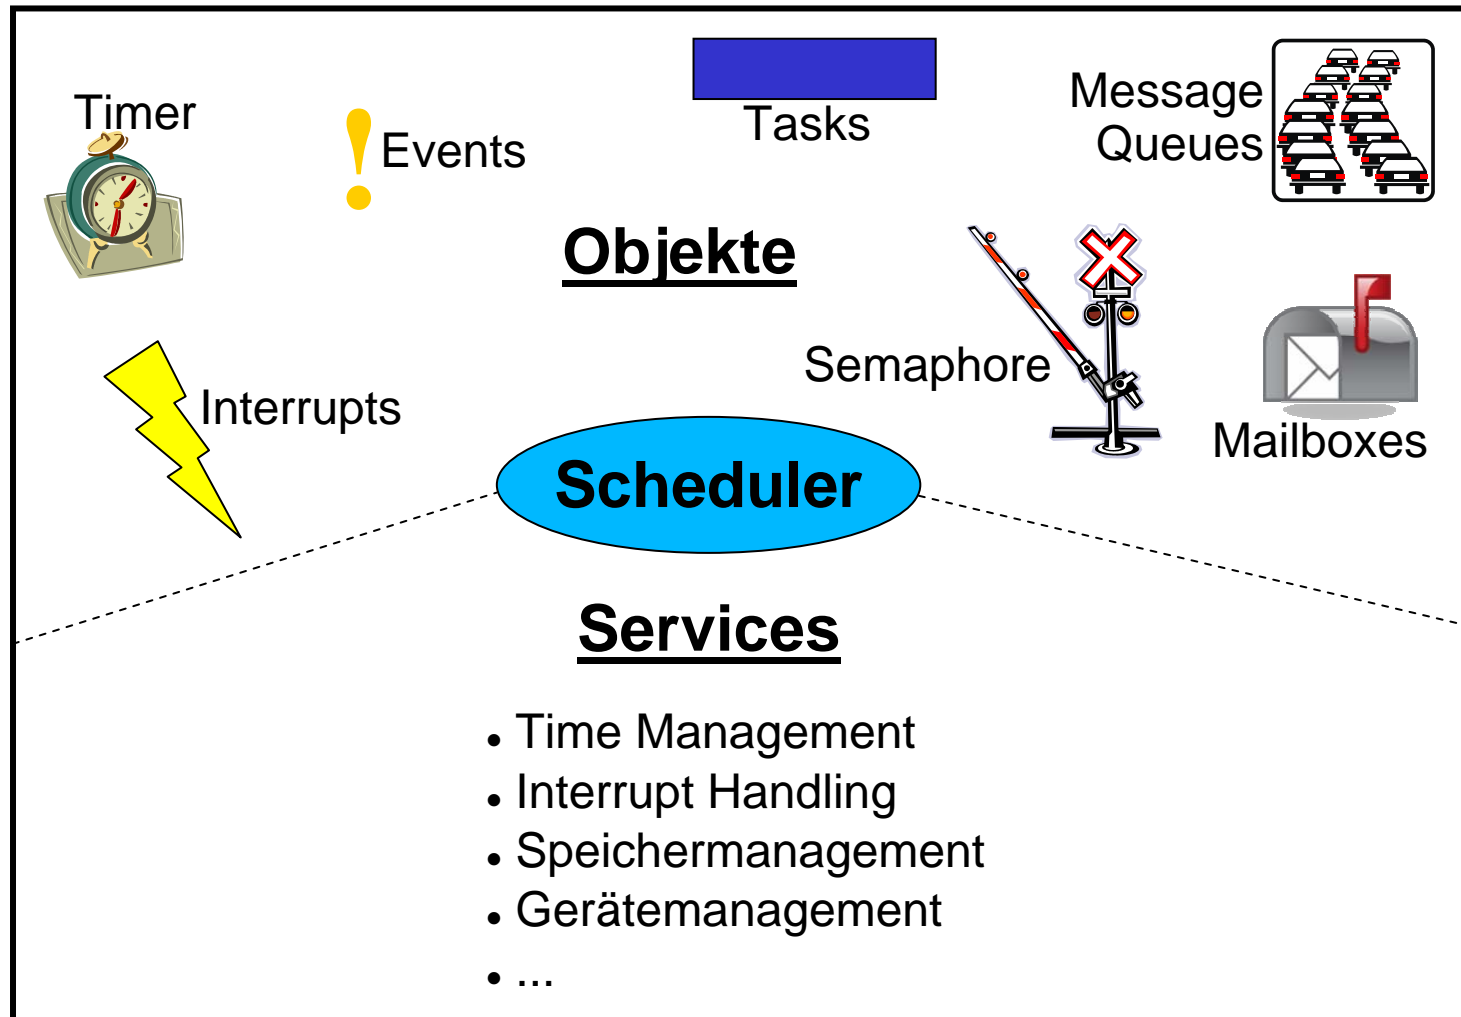 Timer
Events
Tasks
Message
Queues
Objekte
Interrupts
Semaphore
Mailboxes
Scheduler
Services
• Time Management
• Interrupt Handling
• Speichermanagement
• Gerätemanagement
• ...